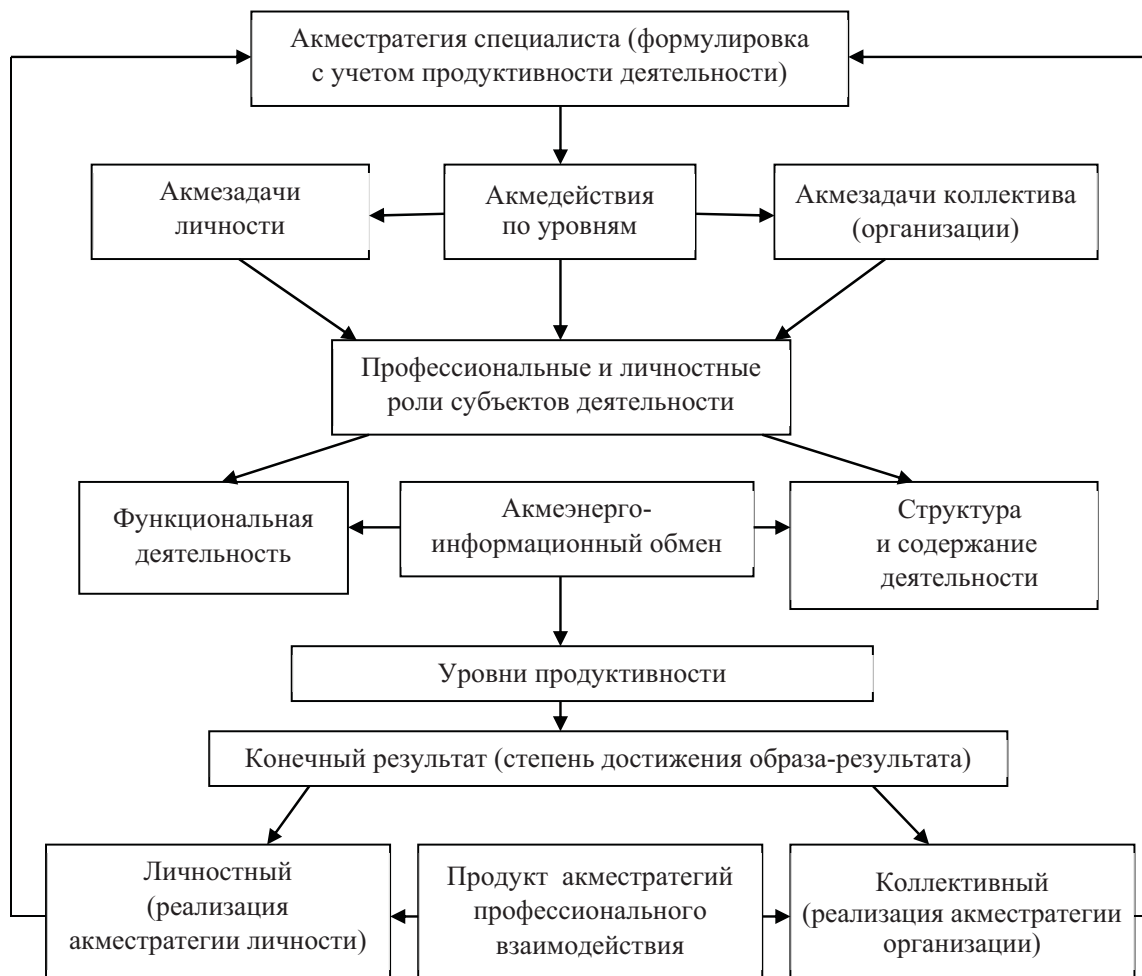 Акместратегия специалиста (формулировка
с учетом продуктивности деятельности)
Акмезадачи
личности
Акмедействия
по уровням
Акмезадачи коллектива
(организации)
Профессиональные и личностные
роли субъектов деятельности
Функциональная
деятельность
Акмеэнерго-
информационный обмен
Структура
и содержание
деятельности
Уровни продуктивности
Конечный результат (степень достижения образа-результата)
Личностный
(реализация
акместратегии личности)
Продукт акместратегий
профессионального
взаимодействия
Коллективный
(реализация акместратегии
организации)